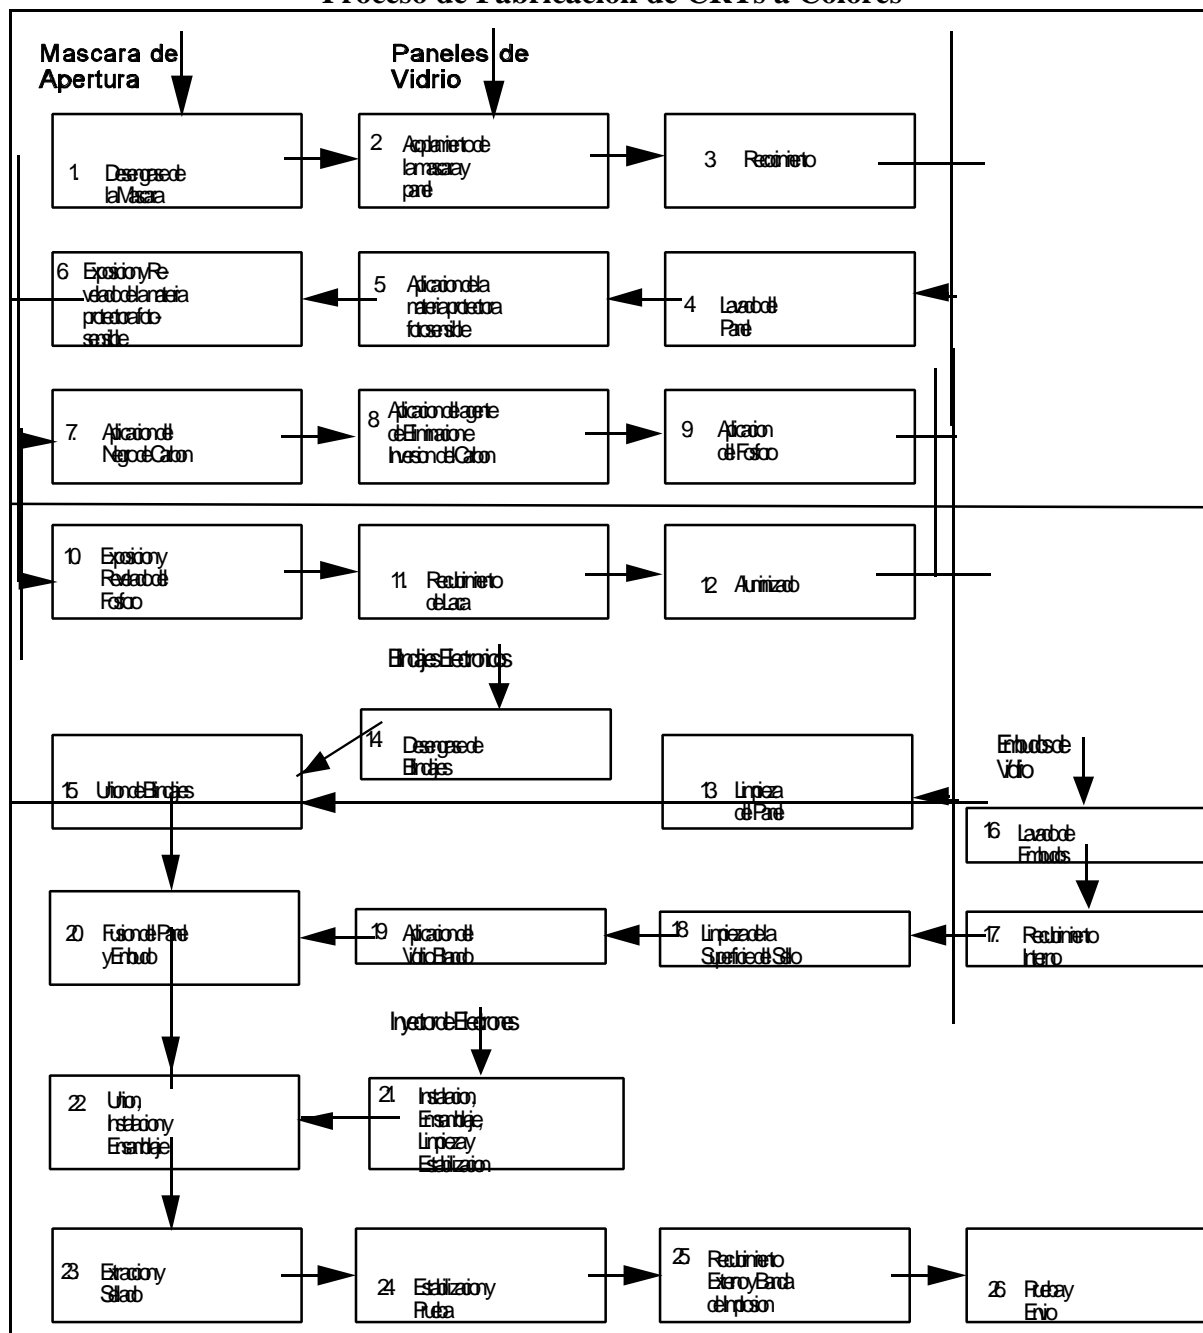 Proceso de Fabricación de CRTs a Colores
Mascara de
Apertura
Paneles de
Vidrio
1. Desengase de
la Mascara
2 Acoplamiento de
la mascara y
panel
3. Recocimiento
6 Exposicion y Re-
velado de la materia
protectora foto-
sensible
5. Aplicacion de la
materia protectora
fotosensible
4. Lavado del
Panel
7. Aplicacion del
Negro de Carbon
8 Aplicacion del agente
de Eliminacion e
Inversion del Carbon
9. Aplicacion
del Fosforo
10. Exposicion y
Revelado del
Fosforo
11. Recubrimiento
de Laca
12. Aluminizado
Blindajes Electronicos
14. Desengase de
Blindajes
15. Union de Blindajes
13. Limpieza
del Panel
Embudos de
Vidrio
16 Lavado de
Embudos
20. Fusion del Panel
y Embudo
19 Aplicacion del
Vidrio Blando
18 Limpieza de la
Superficie del Sello
17. Recubrimiento
Interno
Inyector de Electrones
22. Union,
Instalacion y
Ensamblaje
21. Instalacion,
Ensamblaje,
Limpieza y
Estabilizacion
23. Extraccion y
Sellado
24. Estabilizacion y
Prueba
25. Recubrimiento
Externo y Banda
de Implosion
26. Prueba y
Envio